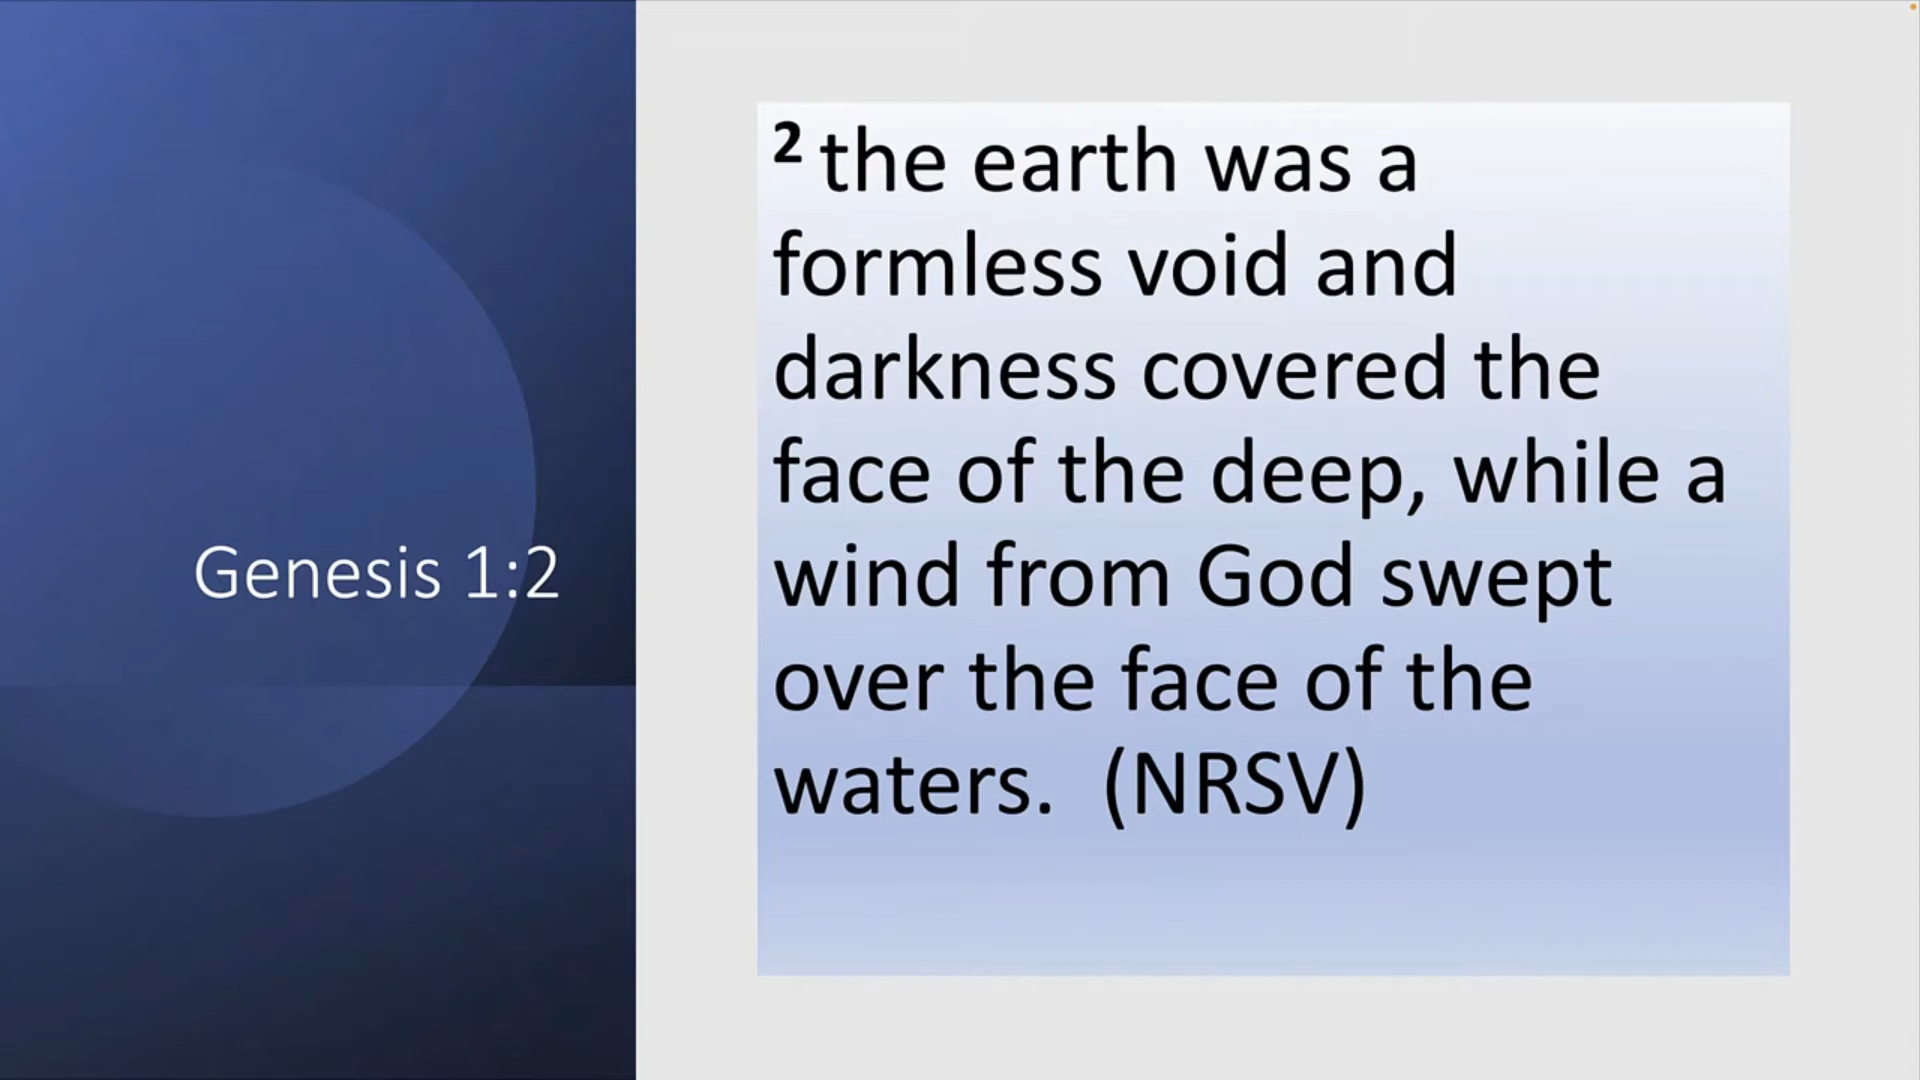 Genesis 1:2
2 the earth was a
formless void and
darkness covered the
face of the deep, while a
wind from God swept
over the face of the
waters.  (NRSV)